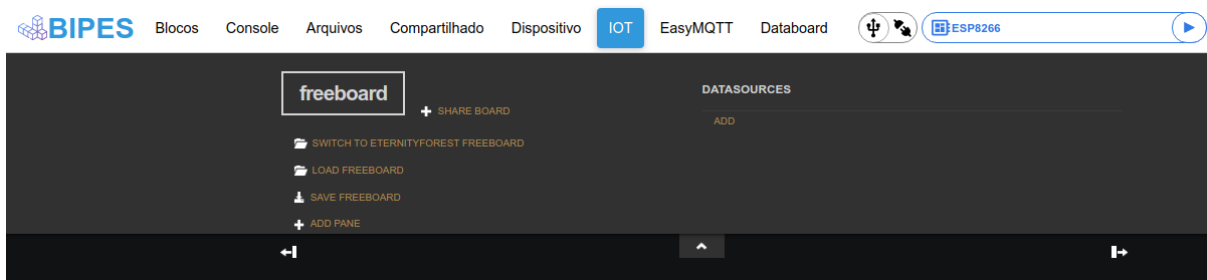 BIPES Blocos Console Arquivos Compartilhado Dispositivo IOT EasyMQTT Databoard ESP8266
freeboard
SHARE BOARD
SWITCH TO ETERNITYFOREST FREEBOARD
LOAD FREEBOARD
SAVE FREEBOARD
ADD PANE
DATASOURCES
ADD